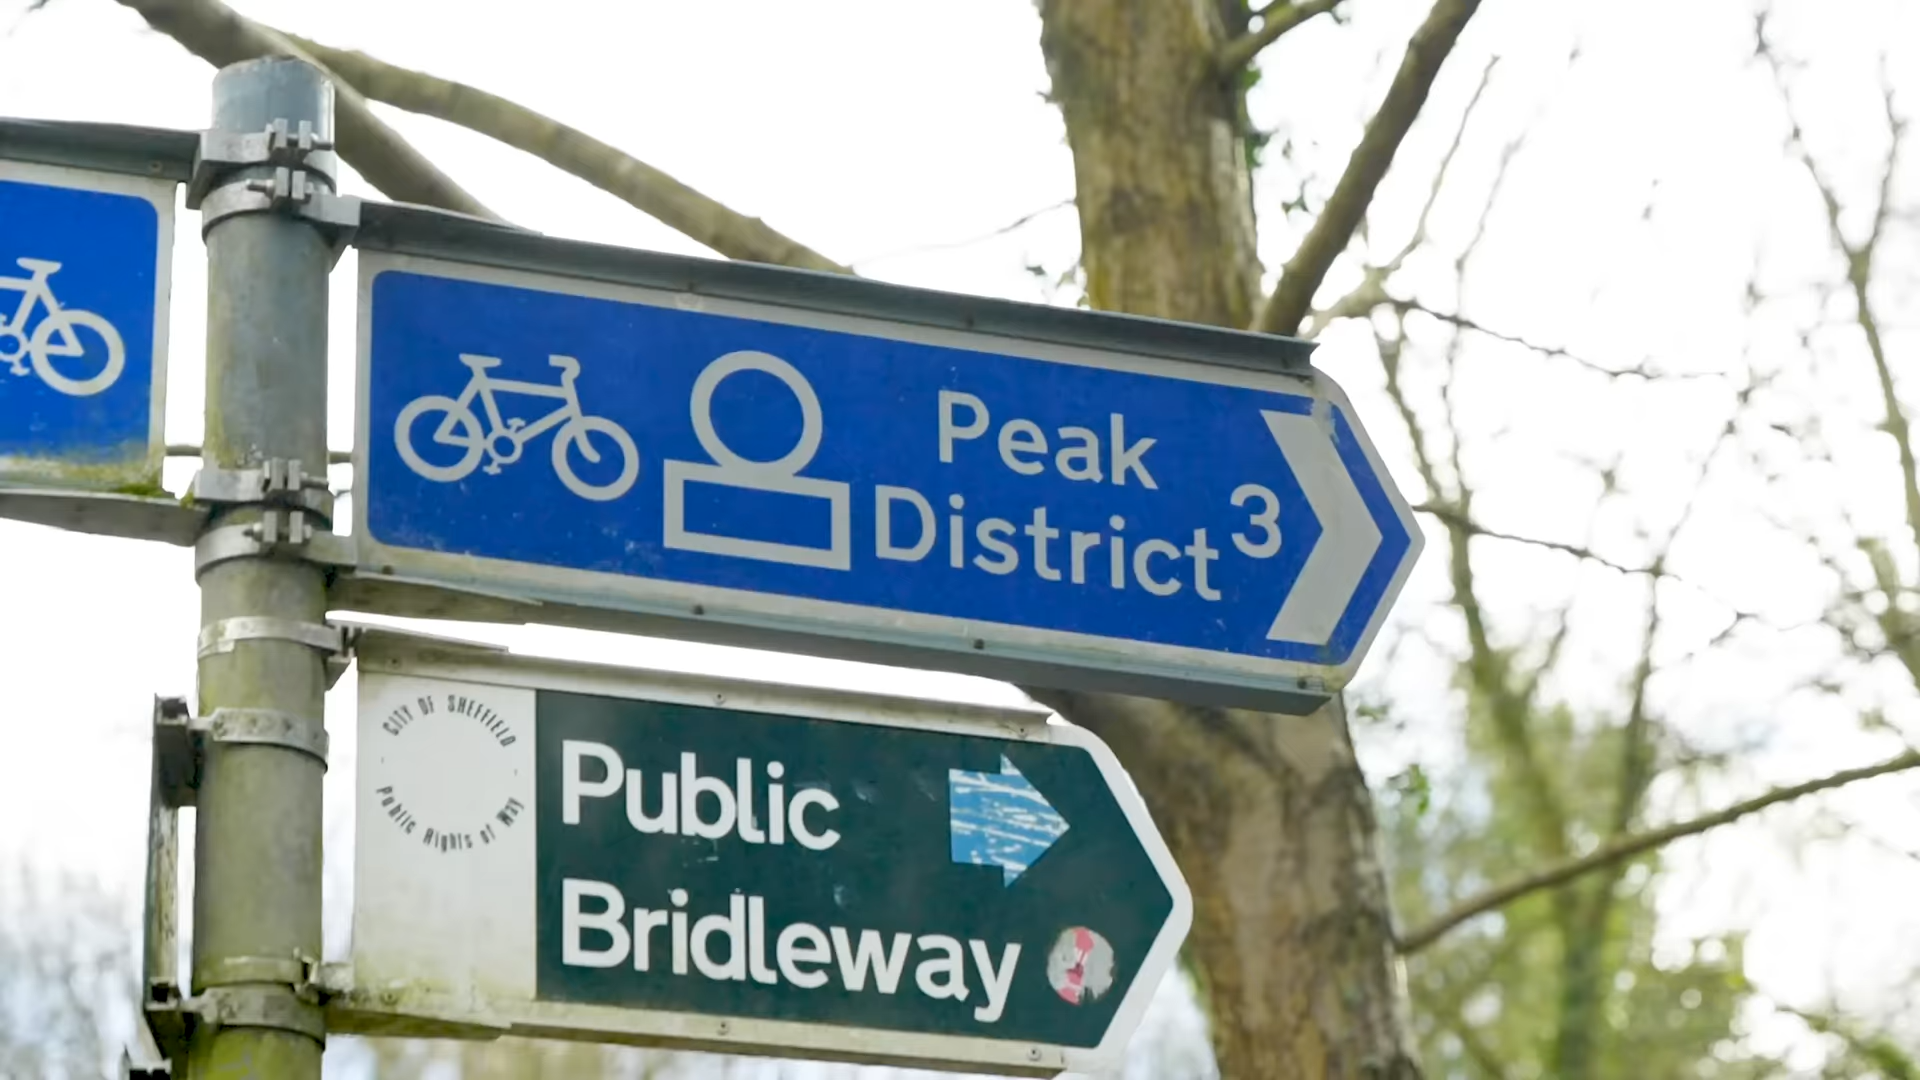 Peak
District 3
CITY OF SHEFFIELD
Public Rights of Way
Public
Bridleway